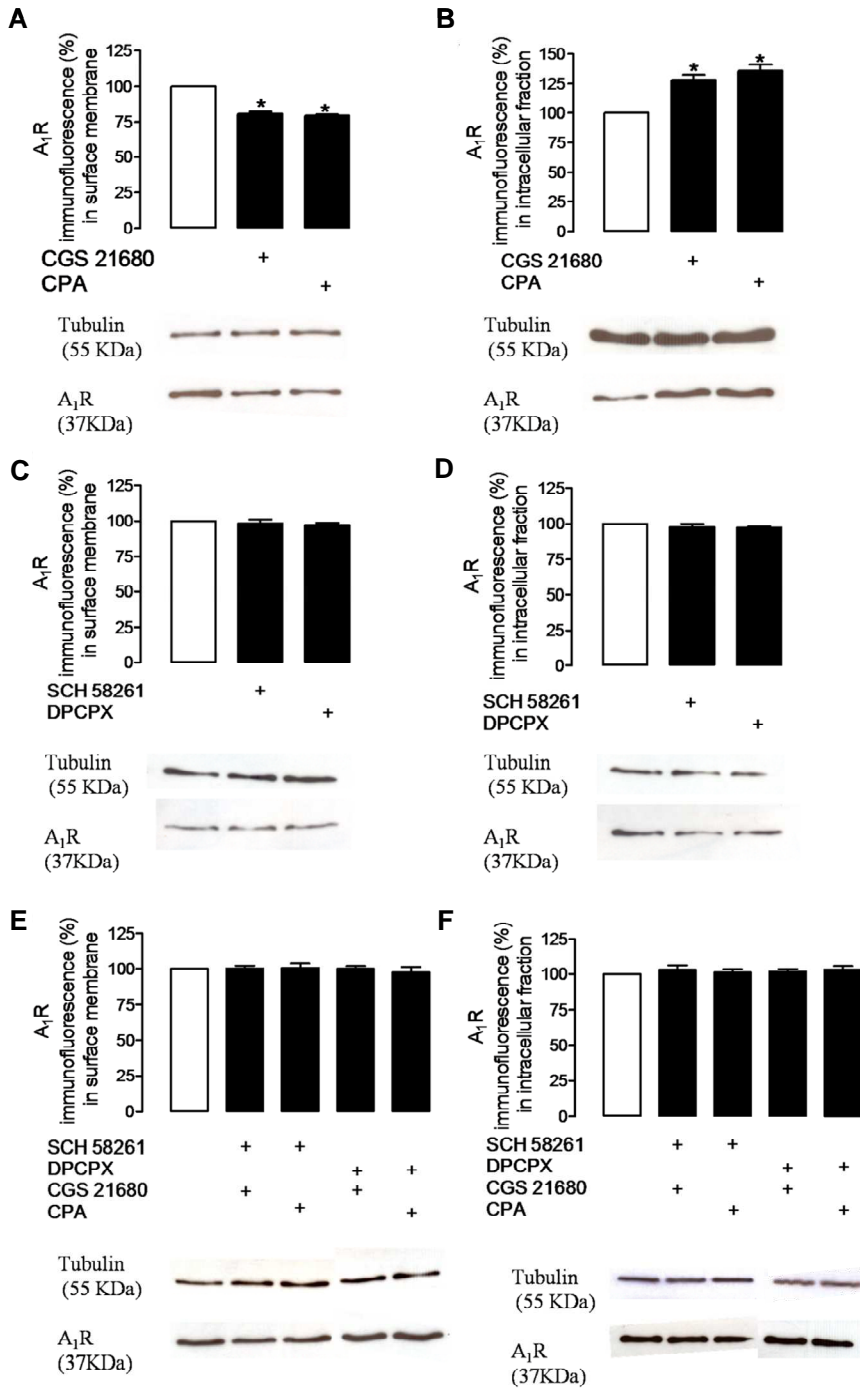 A
A₁R
immunofluorescence (%)
in surface membrane
125
100
75
50
25
0
* *
CGS 21680 +
CPA +
Tubulin
(55 KDa)
A₁R
(37KDa)
B
A₁R
immunofluorescence (%)
in intracellular fraction
150
125
100
75
50
25
0
* *
CGS 21680 +
CPA +
Tubulin
(55 KDa)
A₁R
(37KDa)
C
A₁R
immunofluorescence (%)
in surface membrane
125
100
75
50
25
0
SCH 58261 +
DPCPX +
Tubulin
(55 KDa)
A₁R
(37KDa)
D
A₁R
immunofluorescence (%)
in intracellular fraction
125
100
75
50
25
0
SCH 58261 +
DPCPX +
Tubulin
(55 KDa)
A₁R
(37KDa)
E
A₁R
immunofluorescence (%)
in surface membrane
125
100
75
50
25
0
SCH 58261 + +
DPCPX + +
CGS 21680 + +
CPA + +
Tubulin
(55 KDa)
A₁R
(37KDa)
F
A₁R
immunofluorescence (%)
in intracellular fraction
125
100
75
50
25
0
SCH 58261 + +
DPCPX + +
CGS 21680 + +
CPA + +
Tubulin
(55 KDa)
A₁R
(37KDa)